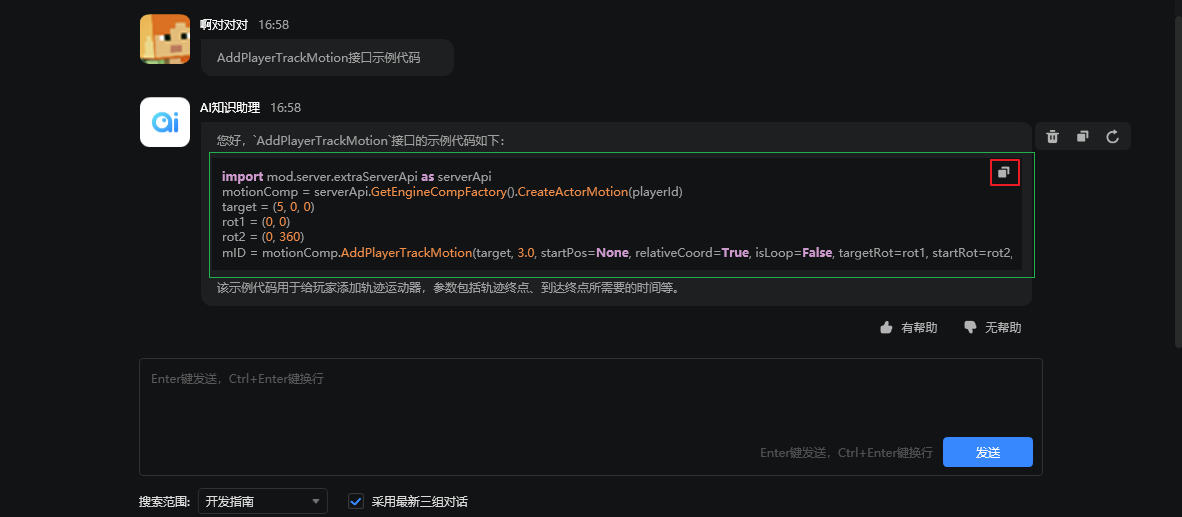 啊对对对 16:58
AddPlayerTrackMotion接口示例代码
AI知识助理 16:58
ai
您好，`AddPlayerTrackMotion`接口的示例代码如下：
import mod.server.extraServerApi as serverApi
motionComp = serverApi.GetEngineCompFactory().CreateActorMotion(playerId)
target = (5, 0, 0)
rot1 = (0, 0)
rot2 = (0, 360)
mID = motionComp.AddPlayerTrackMotion(target, 3.0, startPos=None, relativeCoord=True, isLoop=False, targetRot=rot1, startRot=rot2,
该示例代码用于给玩家添加轨迹运动器，参数包括轨迹终点、到达终点所需要的时间等。
有帮助 无帮助
Enter键发送，Ctrl+Enter键换行
Enter键发送，Ctrl+Enter键换行 发送
搜索范围: 开发指南 采用最新三组对话